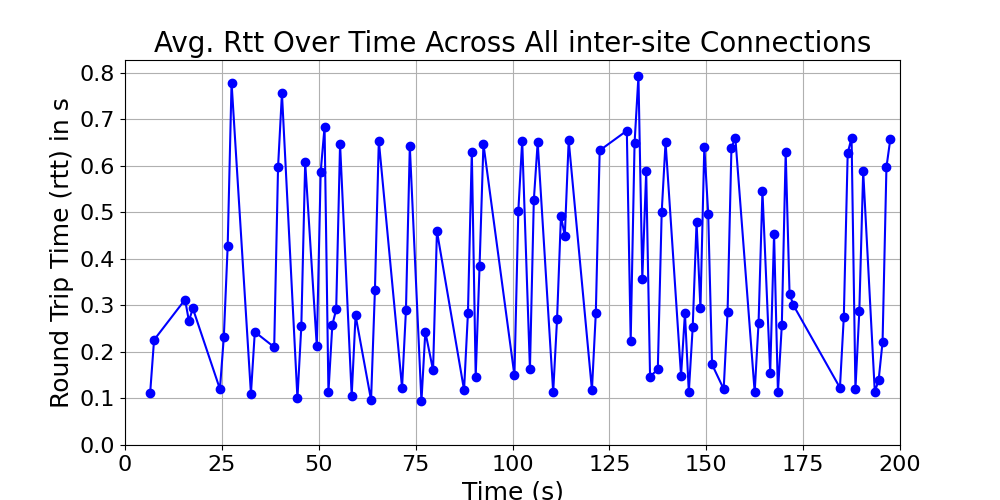 Avg. Rtt Over Time Across All inter-site Connections
Round Trip Time (rtt) in s
0.8
0.7
0.6
0.5
0.4
0.3
0.2
0.1
0.0
0 25 50 75 100 125 150 175 200
Time (s)